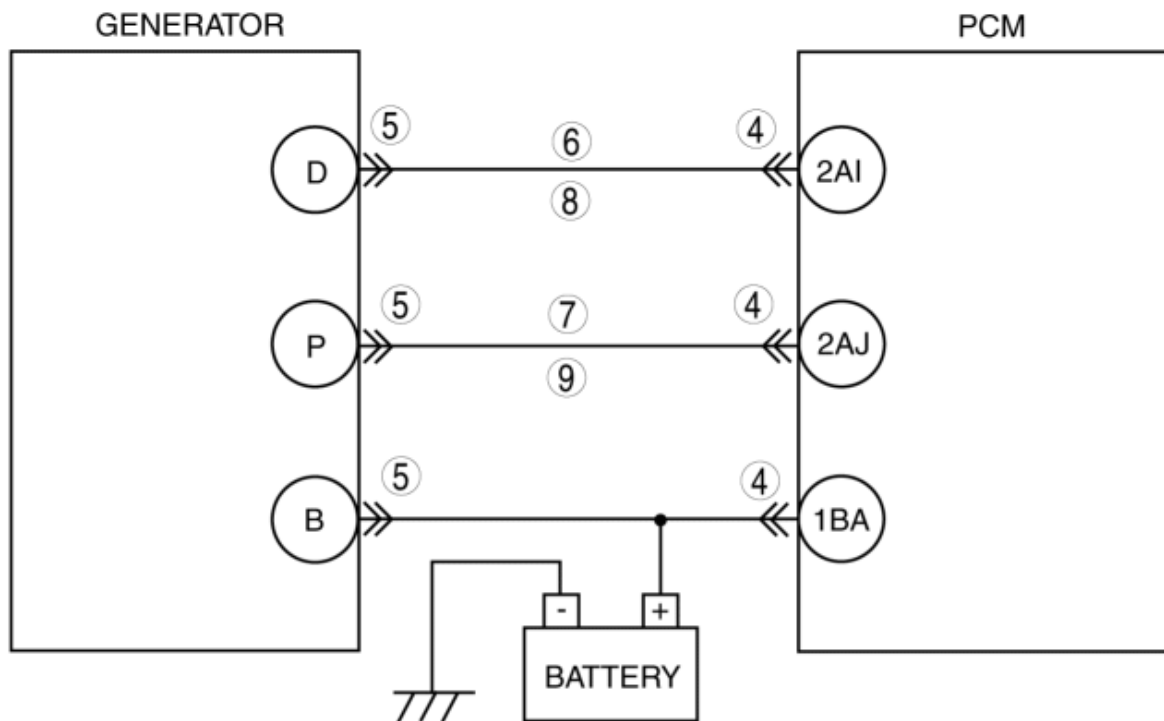 GENERATOR PCM
⑤ ⑥ ④
D 2AI
⑧
⑤ ⑦ ④
P 2AJ
⑨
⑤ ④
B 1BA
- +
BATTERY